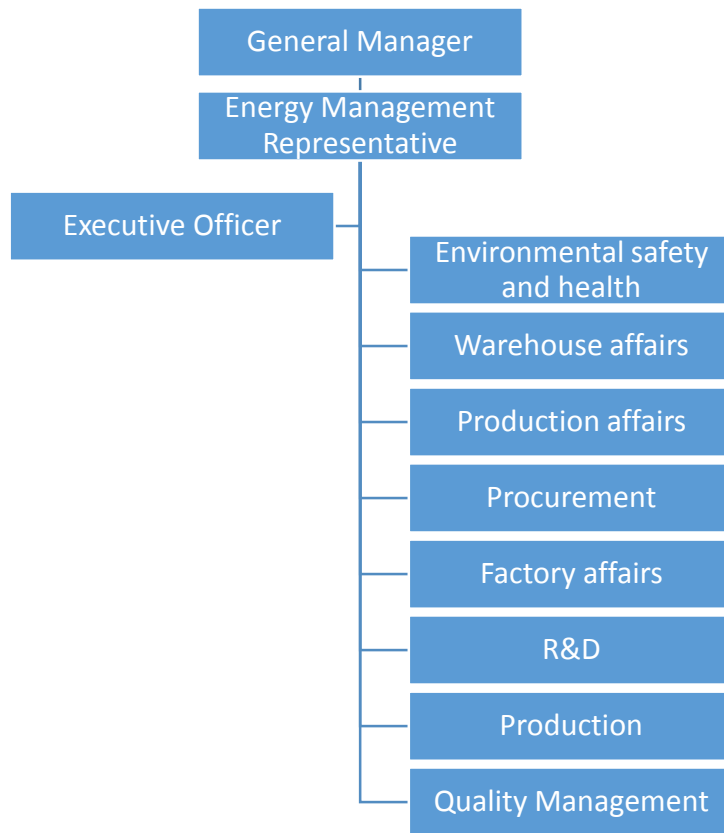 General Manager
Energy Management
Representative
Executive Officer
Environmental safety
and health
Warehouse affairs
Production affairs
Procurement
Factory affairs
R&D
Production
Quality Management